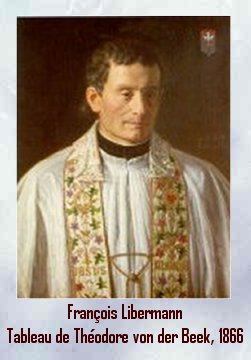 François Libermann
Tableau de Théodore von der Beek, 1866